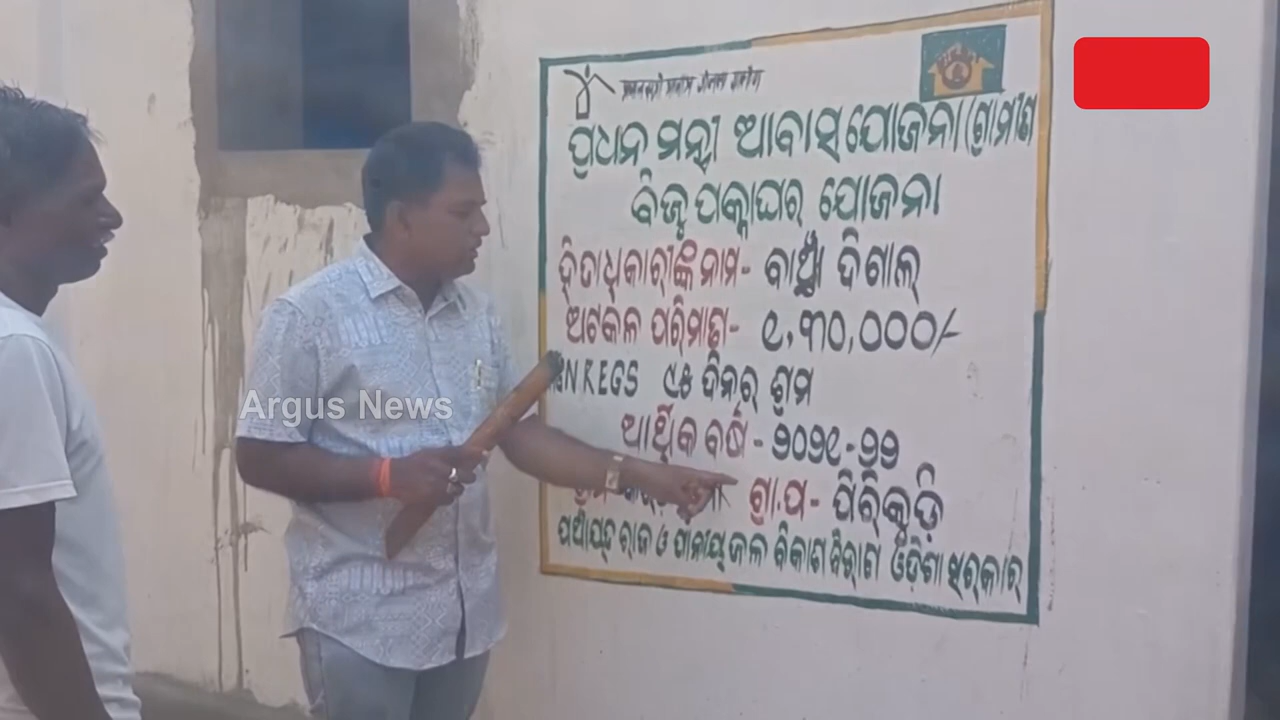 ପ୍ରଧାନ ମନ୍ତ୍ରୀ ଆବାସ ଯୋଜନା (ଗ୍ରାମୀଣ
ବିଜୁ ପକ୍କାଘର ଯୋଜନା
ହିତାଧିକାରୀଙ୍କ ନାମ- ବାଞ୍ଛା ଦିଗାଲ୍
ଅଟକଳ ପରିମାଣ- ୧,୩୦,୦୦୦/-
NREGS ୯୫ ଦିନର ଶ୍ରମ
ଆର୍ଥିକ ବର୍ଷ - ୨୦୨୧-୨୨
ଗ୍ରା.ପ- ପିରିକୁଡ଼ି
ପଞ୍ଚାୟତ ରାଜ ଓ ପାନୀୟ ଜଳ ବିକାଶ ବିଭାଗ ଓଡ଼ିଶା ସରକାର
Argus News